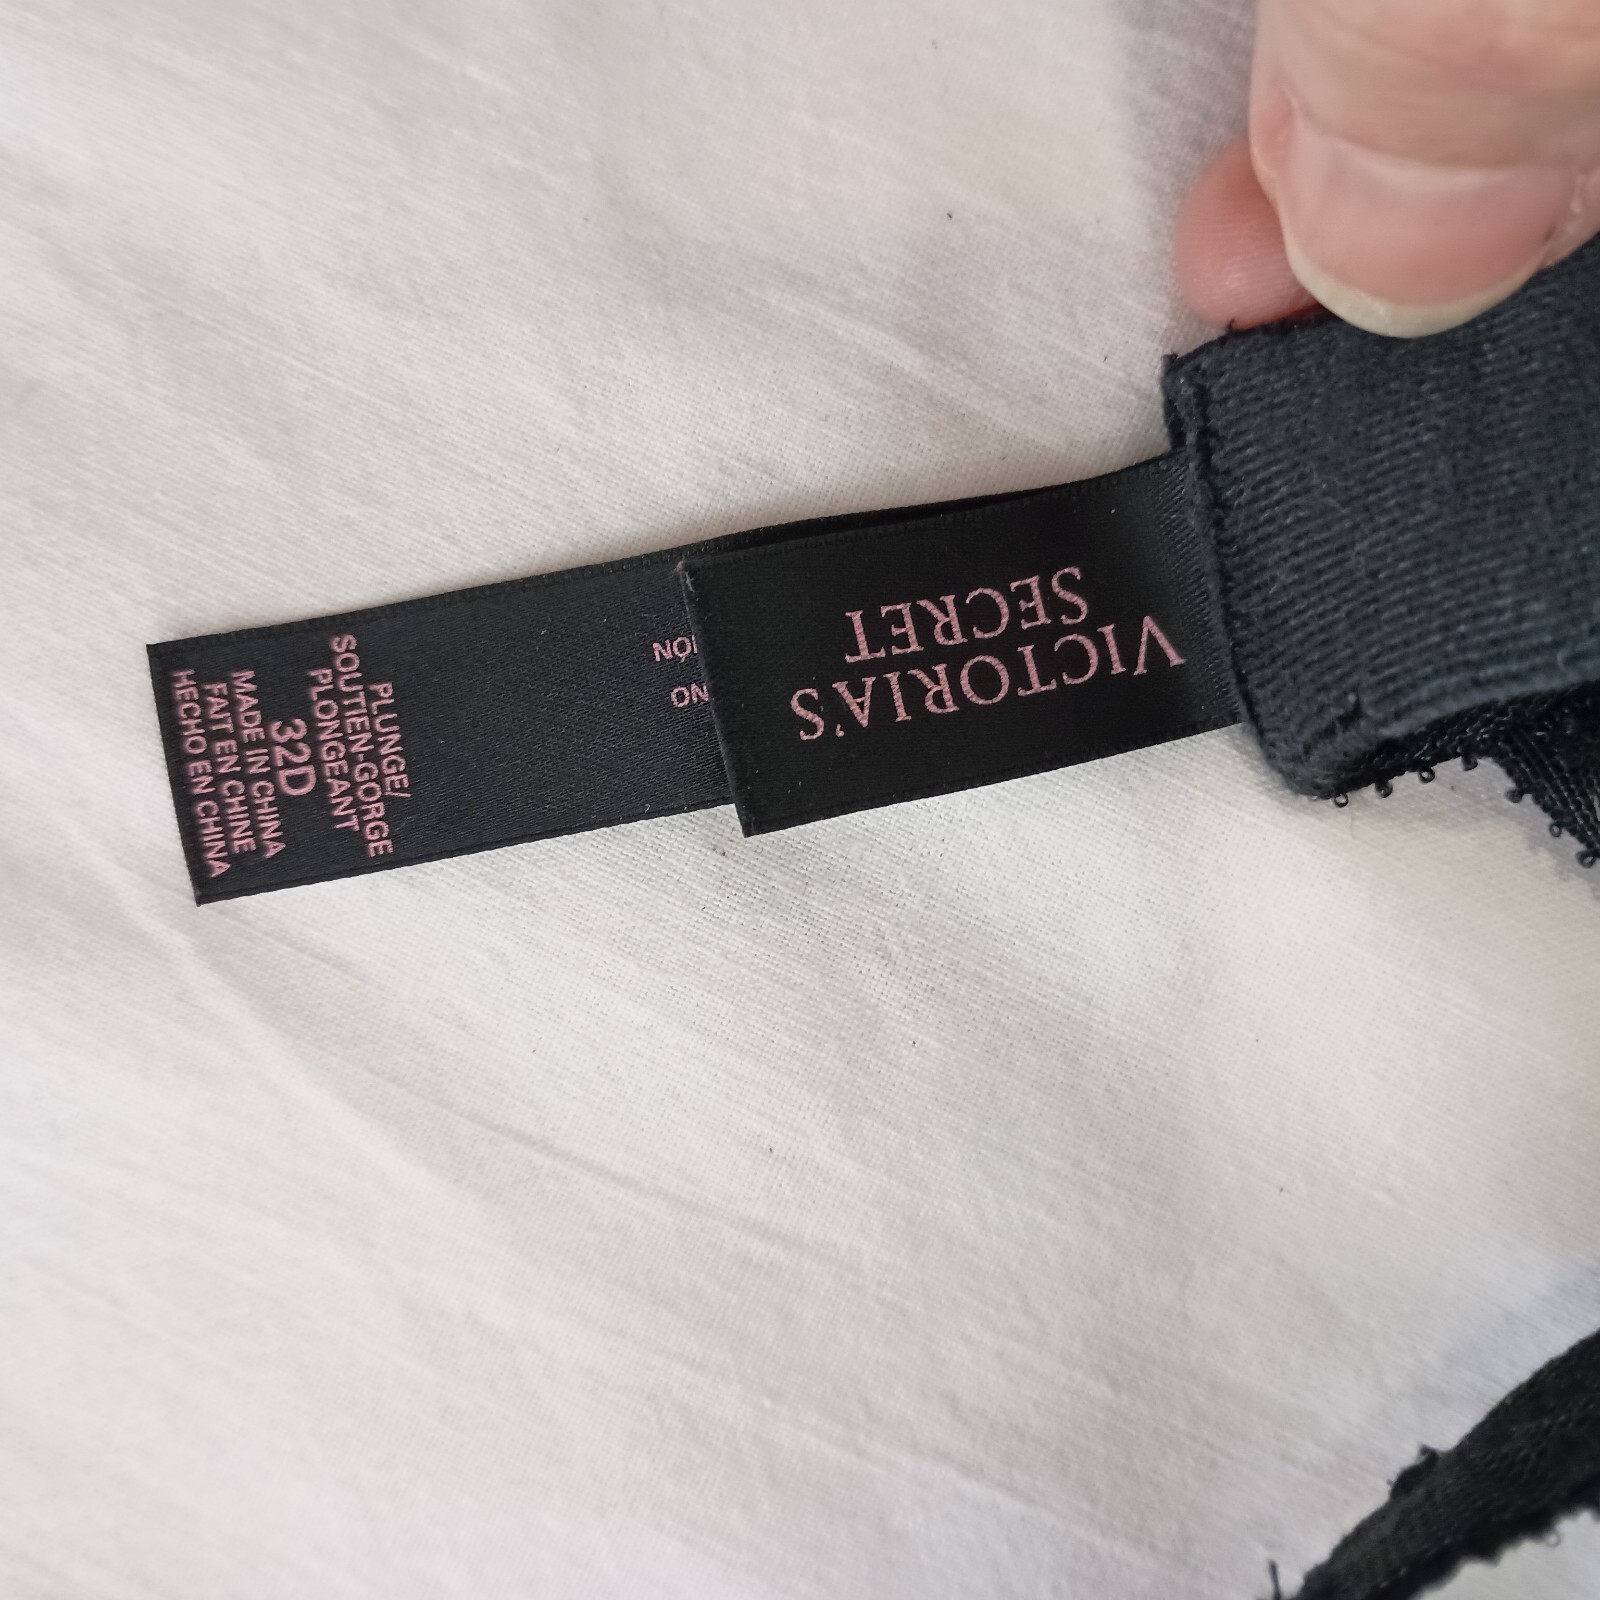 VICTORIA'S
SECRET
PLUNGE/
SOUTIEN-GORGE
PLONGEANT
32D
MADE IN CHINA
FAIT EN CHINE
HECHO EN CHINA